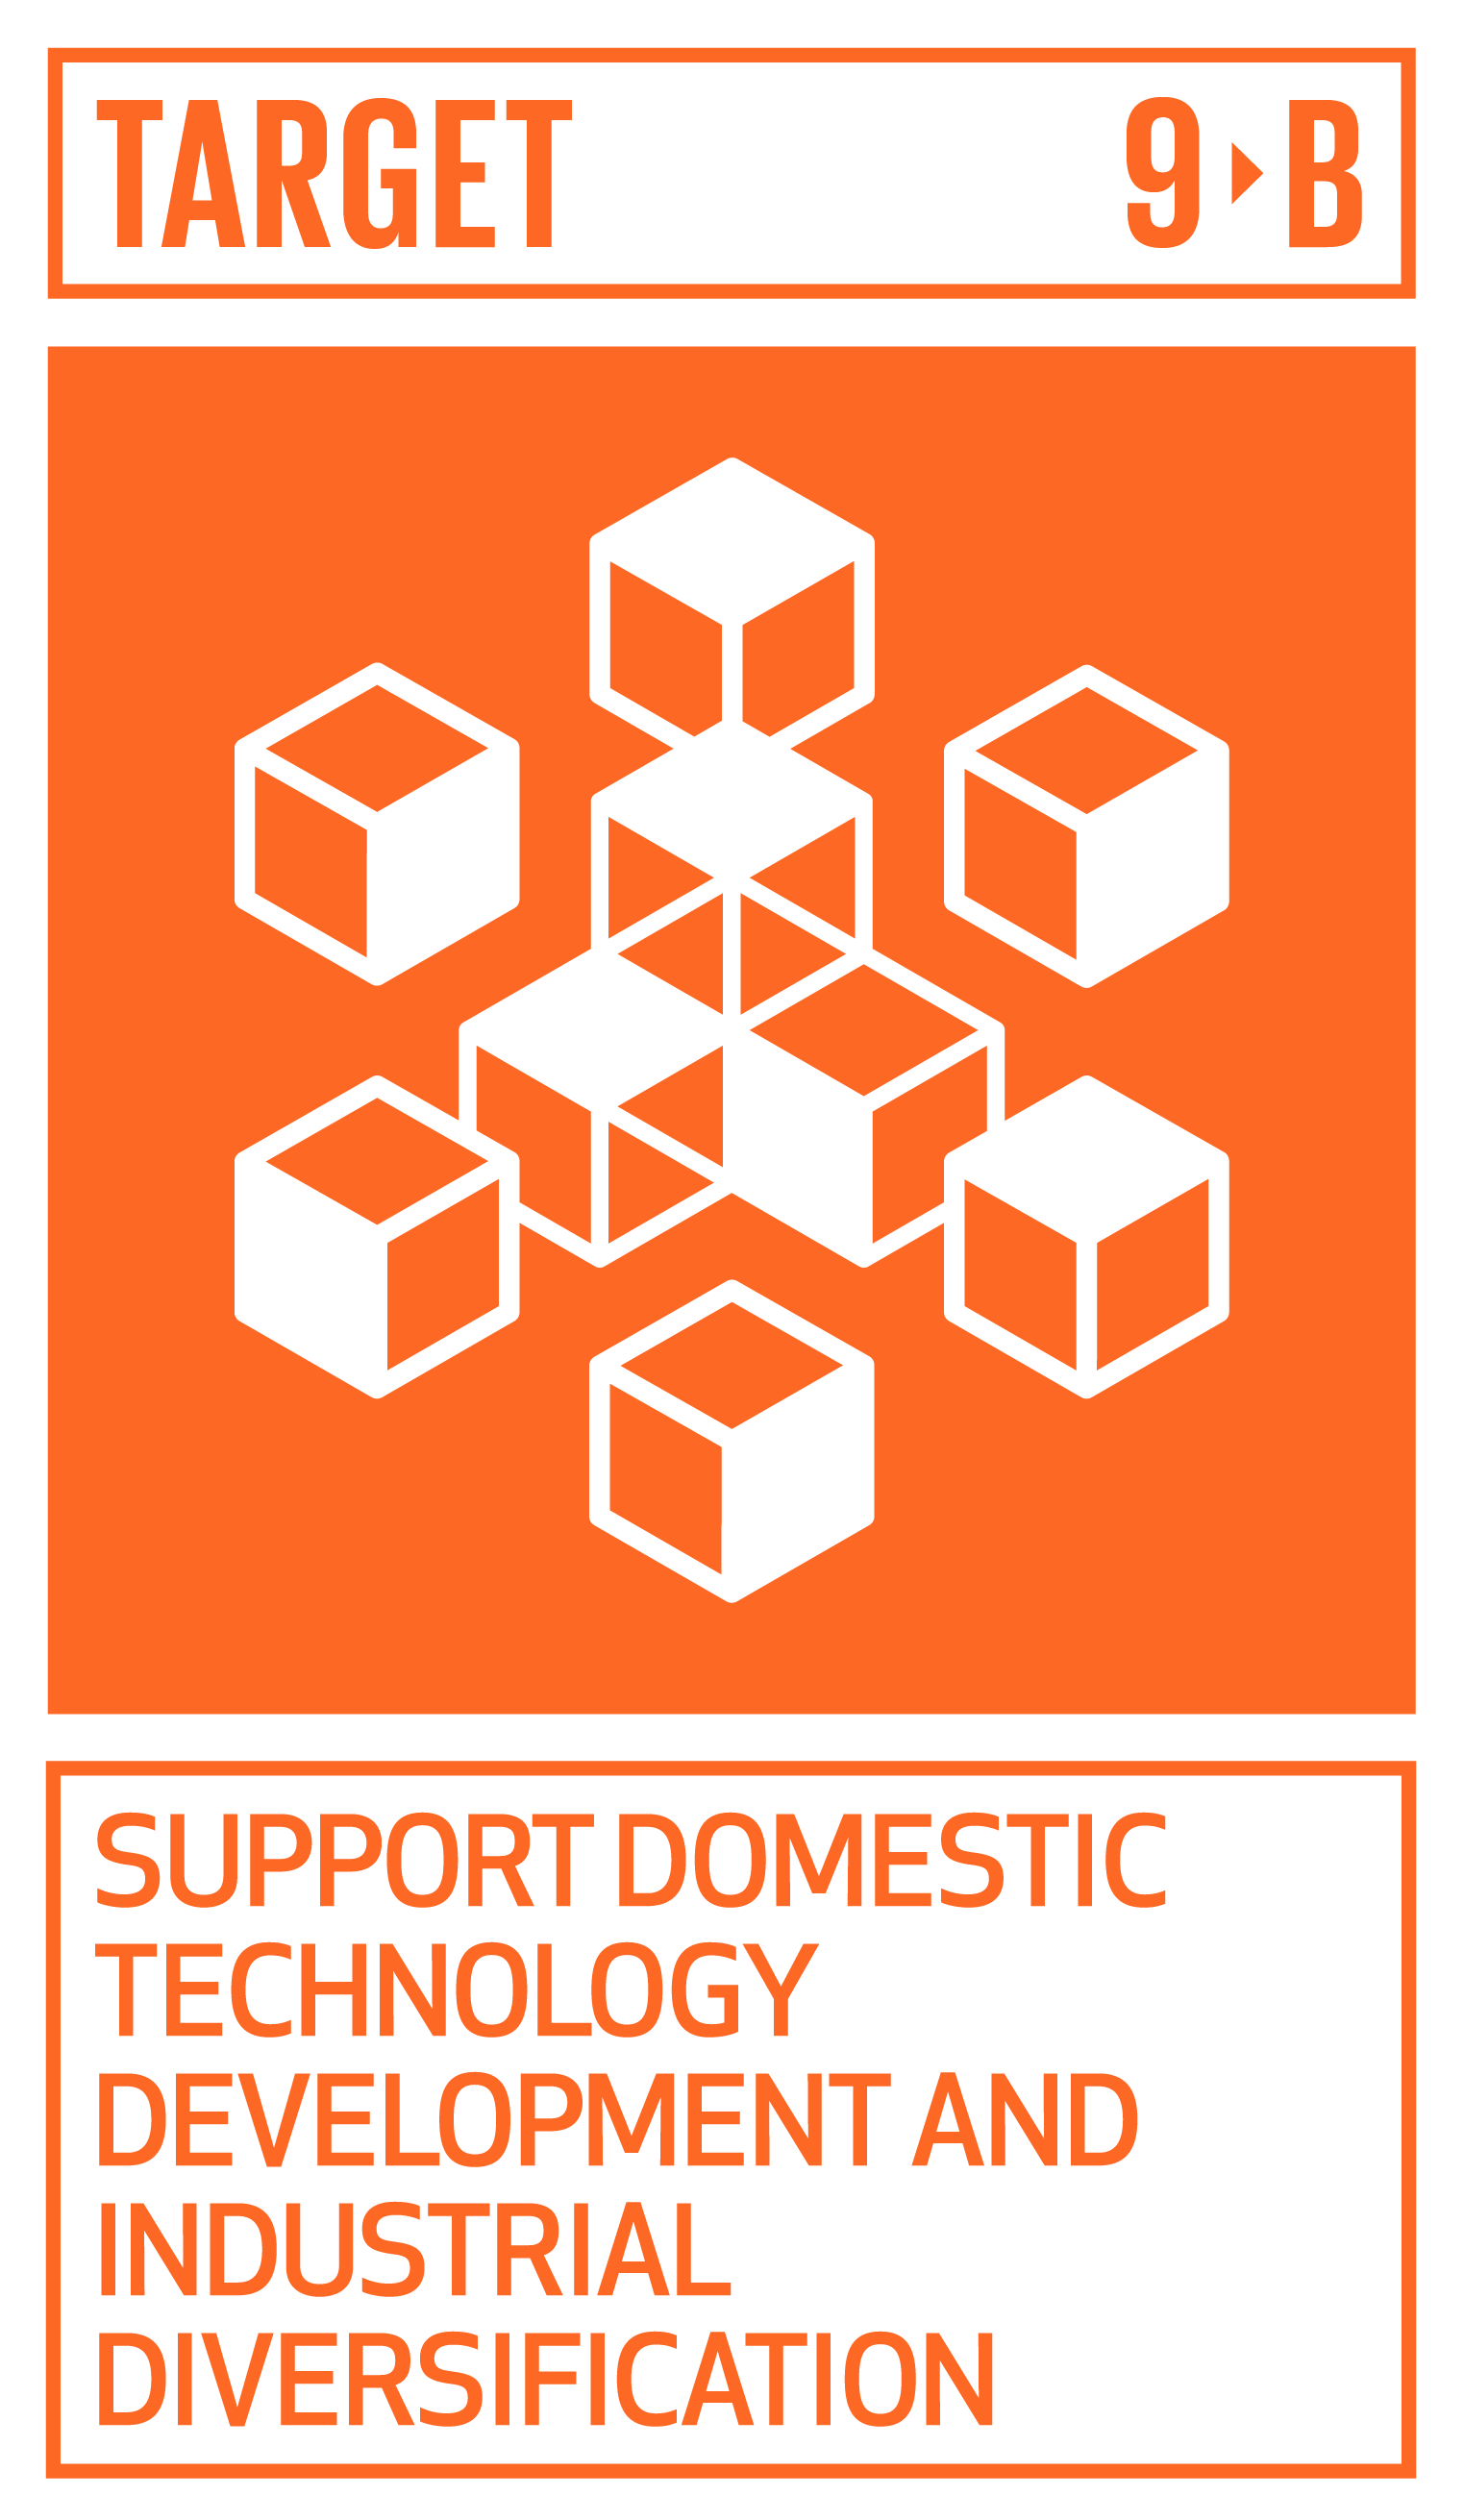 TARGET 9▸B
SUPPORT DOMESTIC
TECHNOLOGY
DEVELOPMENT AND
INDUSTRIAL
DIVERSIFICATION